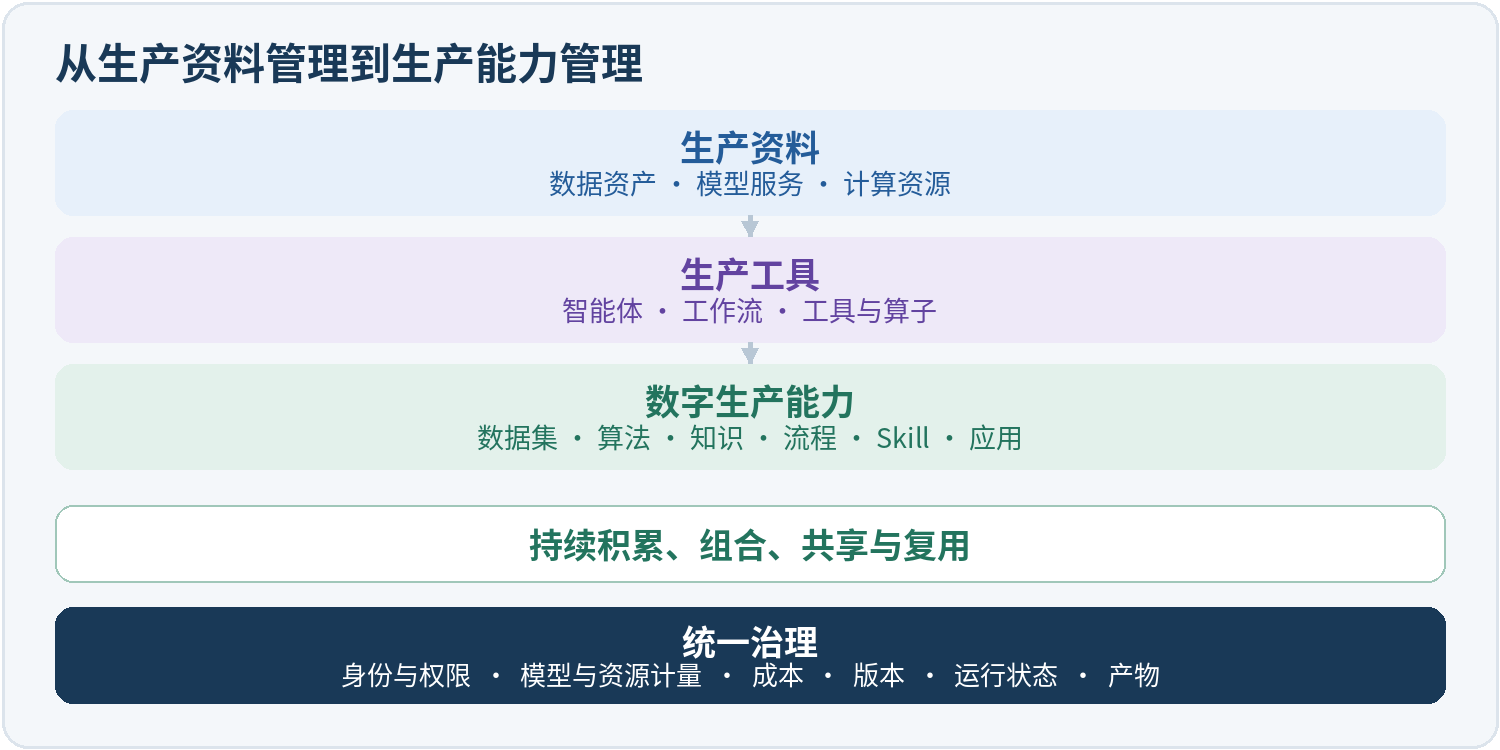 从生产资料管理到生产能力管理
生产资料
数据资产 · 模型服务 · 计算资源
生产工具
智能体 · 工作流 · 工具与算子
数字生产能力
数据集 · 算法 · 知识 · 流程 · Skill · 应用
持续积累、组合、共享与复用
统一治理
身份与权限 · 模型与资源计量 · 成本 · 版本 · 运行状态 · 产物